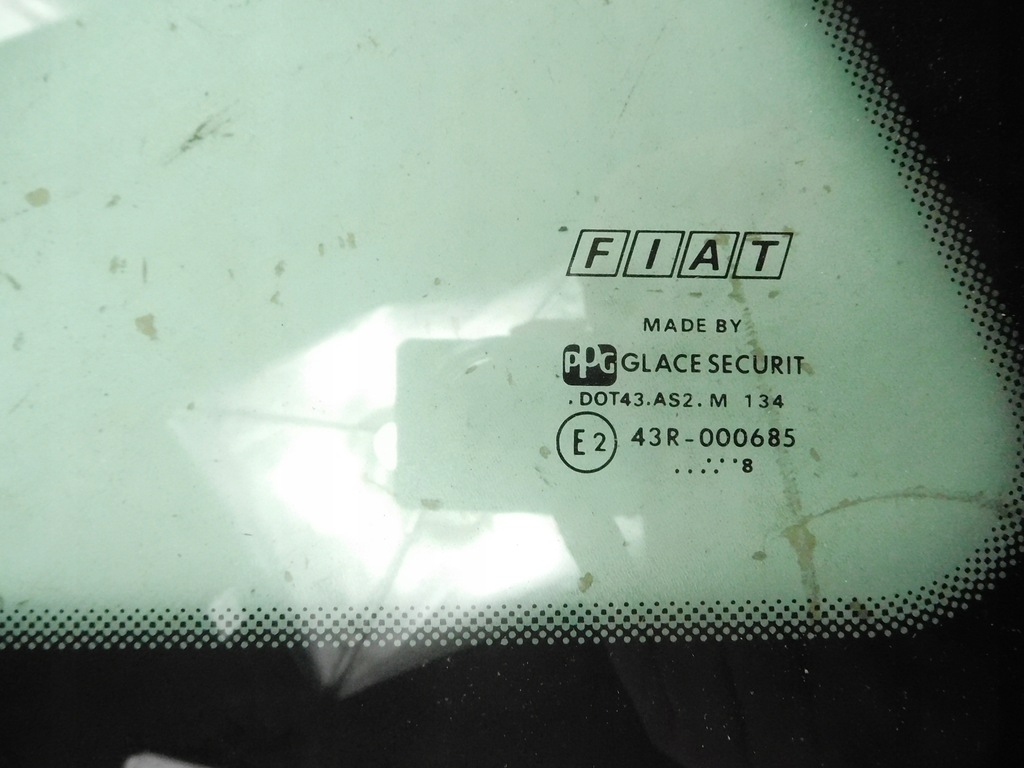 FIAT
MADE BY
PPG GLACE SECURIT
.DOT43.AS2.M 134
E2 43R-000685
....:··8